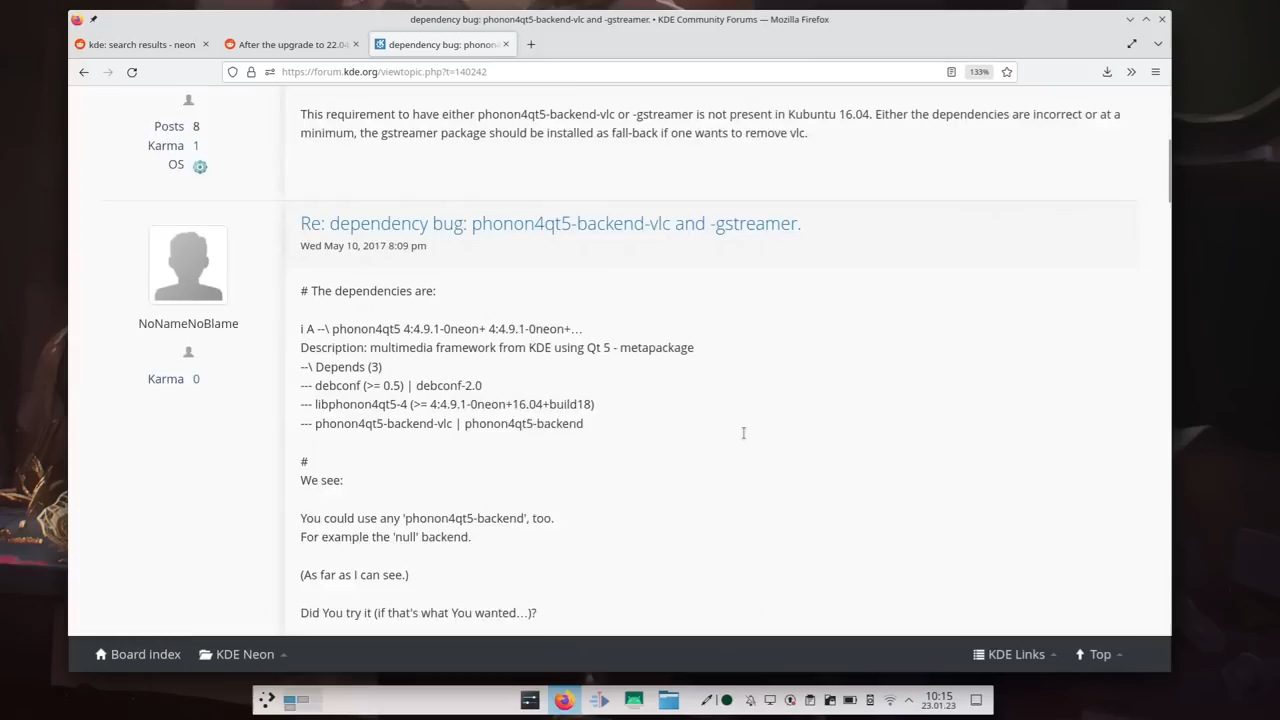 dependency bug: phonon4qt5-backend-vlc and -gstreamer. • KDE Community Forums — Mozilla Firefox
kde: search results - neon
After the upgrade to 22.04
dependency bug: phonon4
https://forum.kde.org/viewtopic.php?t=140242
133%
Posts 8
Karma 1
OS
This requirement to have either phonon4qt5-backend-vlc or -gstreamer is not present in Kubuntu 16.04. Either the dependencies are incorrect or at a
minimum, the gstreamer package should be installed as fall-back if one wants to remove vlc.
Re: dependency bug: phonon4qt5-backend-vlc and -gstreamer.
Wed May 10, 2017 8:09 pm
NoNameNoBlame
Karma 0
# The dependencies are:
i A --\ phonon4qt5 4:4.9.1-0neon+ 4:4.9.1-0neon+…
Description: multimedia framework from KDE using Qt 5 - metapackage
--\ Depends (3)
--- debconf (>= 0.5) | debconf-2.0
--- libphonon4qt5-4 (>= 4:4.9.1-0neon+16.04+build18)
--- phonon4qt5-backend-vlc | phonon4qt5-backend
#
We see:
You could use any 'phonon4qt5-backend', too.
For example the 'null' backend.
(As far as I can see.)
Did You try it (if that's what You wanted…)?
Board index
KDE Neon
KDE Links
Top
10:15
23.01.23